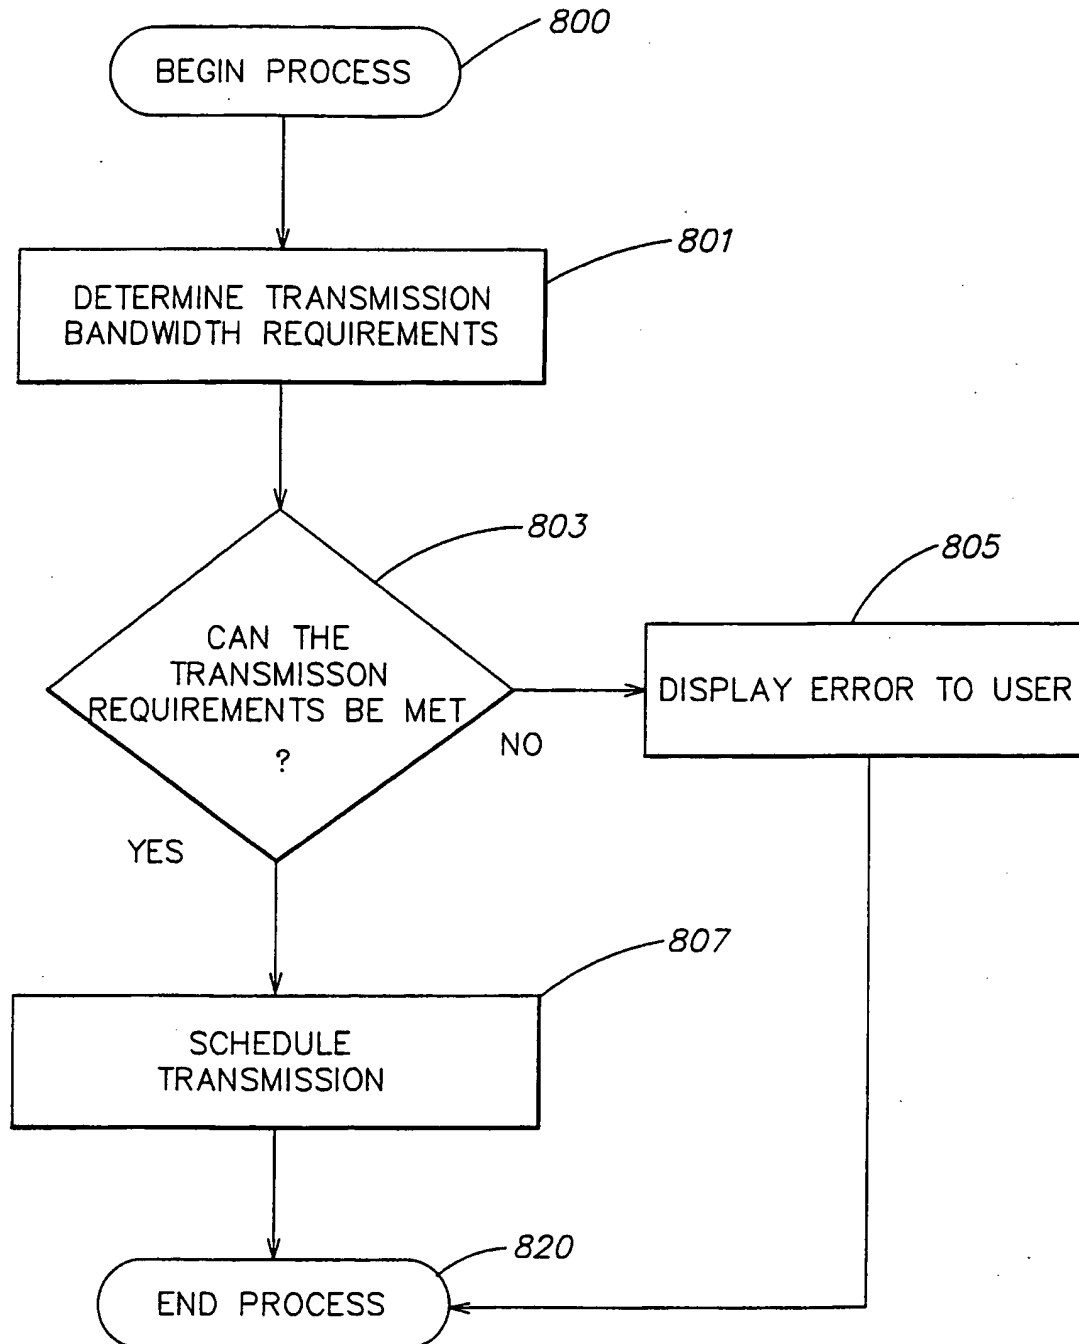 800
BEGIN PROCESS
801
DETERMINE TRANSMISSION
BANDWIDTH REQUIREMENTS
803
CAN THE
TRANSMISSON
REQUIREMENTS BE MET
?
NO
YES
805
DISPLAY ERROR TO USER
807
SCHEDULE
TRANSMISSION
820
END PROCESS